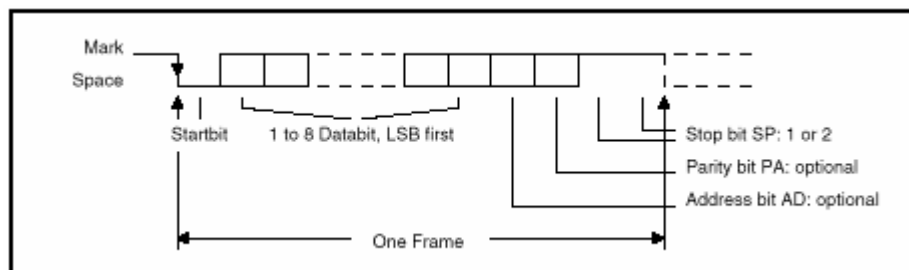 Mark
Space
Startbit
1 to 8 Databit, LSB first
Stop bit SP: 1 or 2
Parity bit PA: optional
Address bit AD: optional
One Frame